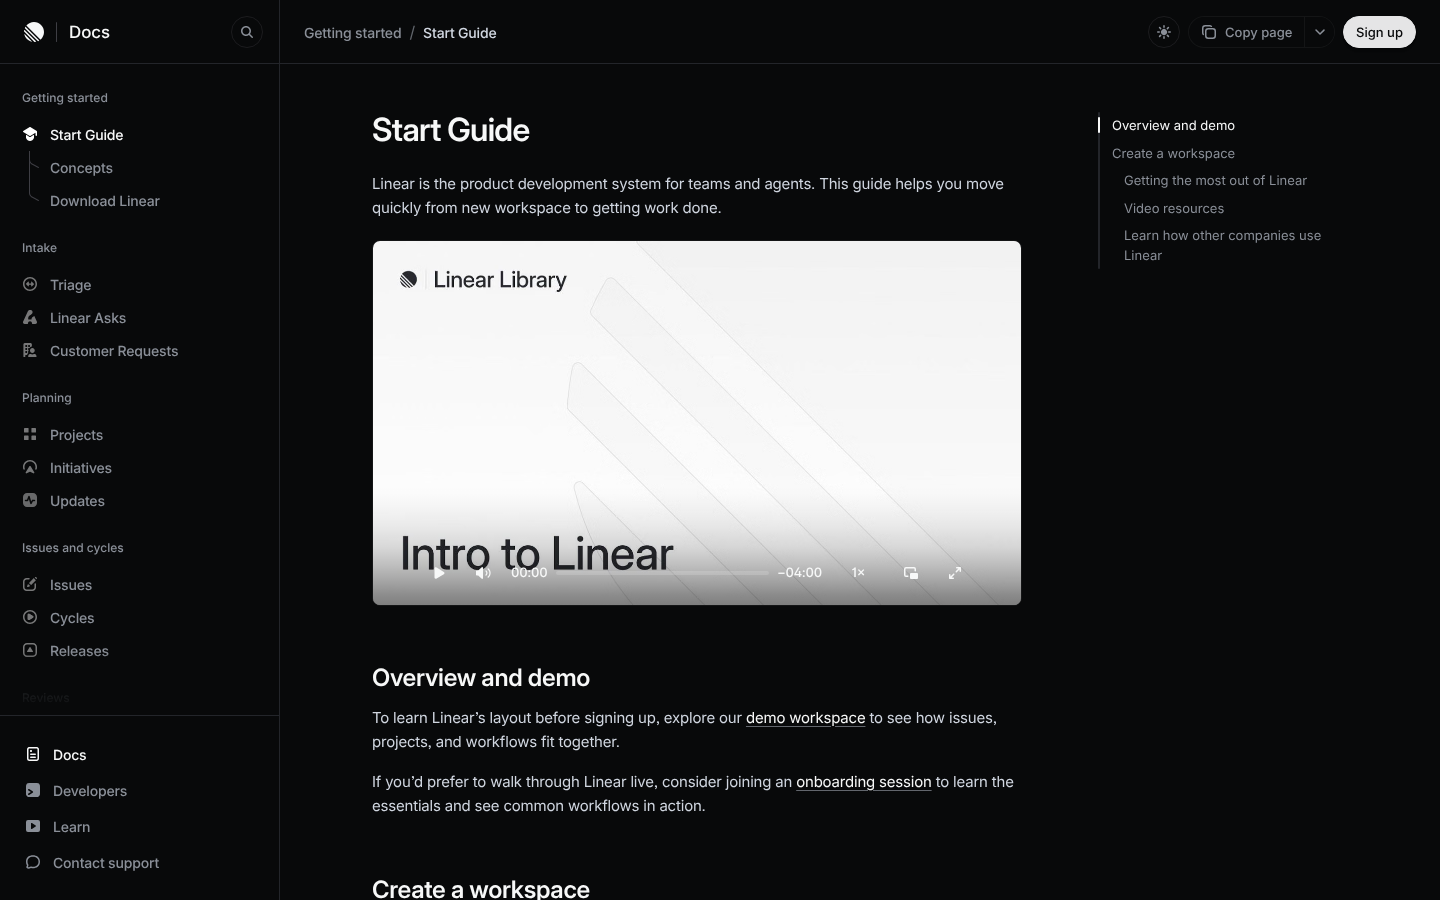 Docs
Getting started / Start Guide
Copy page
Sign up
Getting started
Start Guide
Concepts
Download Linear
Intake
Triage
Linear Asks
Customer Requests
Planning
Projects
Initiatives
Updates
Issues and cycles
Issues
Cycles
Releases
Reviews
Docs
Developers
Learn
Contact support
Start Guide
Linear is the product development system for teams and agents. This guide helps you move
quickly from new workspace to getting work done.
Linear Library
Intro to Linear
00:00
−04:00
1×
Overview and demo
To learn Linear’s layout before signing up, explore our demo workspace to see how issues,
projects, and workflows fit together.
If you’d prefer to walk through Linear live, consider joining an onboarding session to learn the
essentials and see common workflows in action.
Create a workspace
Overview and demo
Create a workspace
Getting the most out of Linear
Video resources
Learn how other companies use
Linear